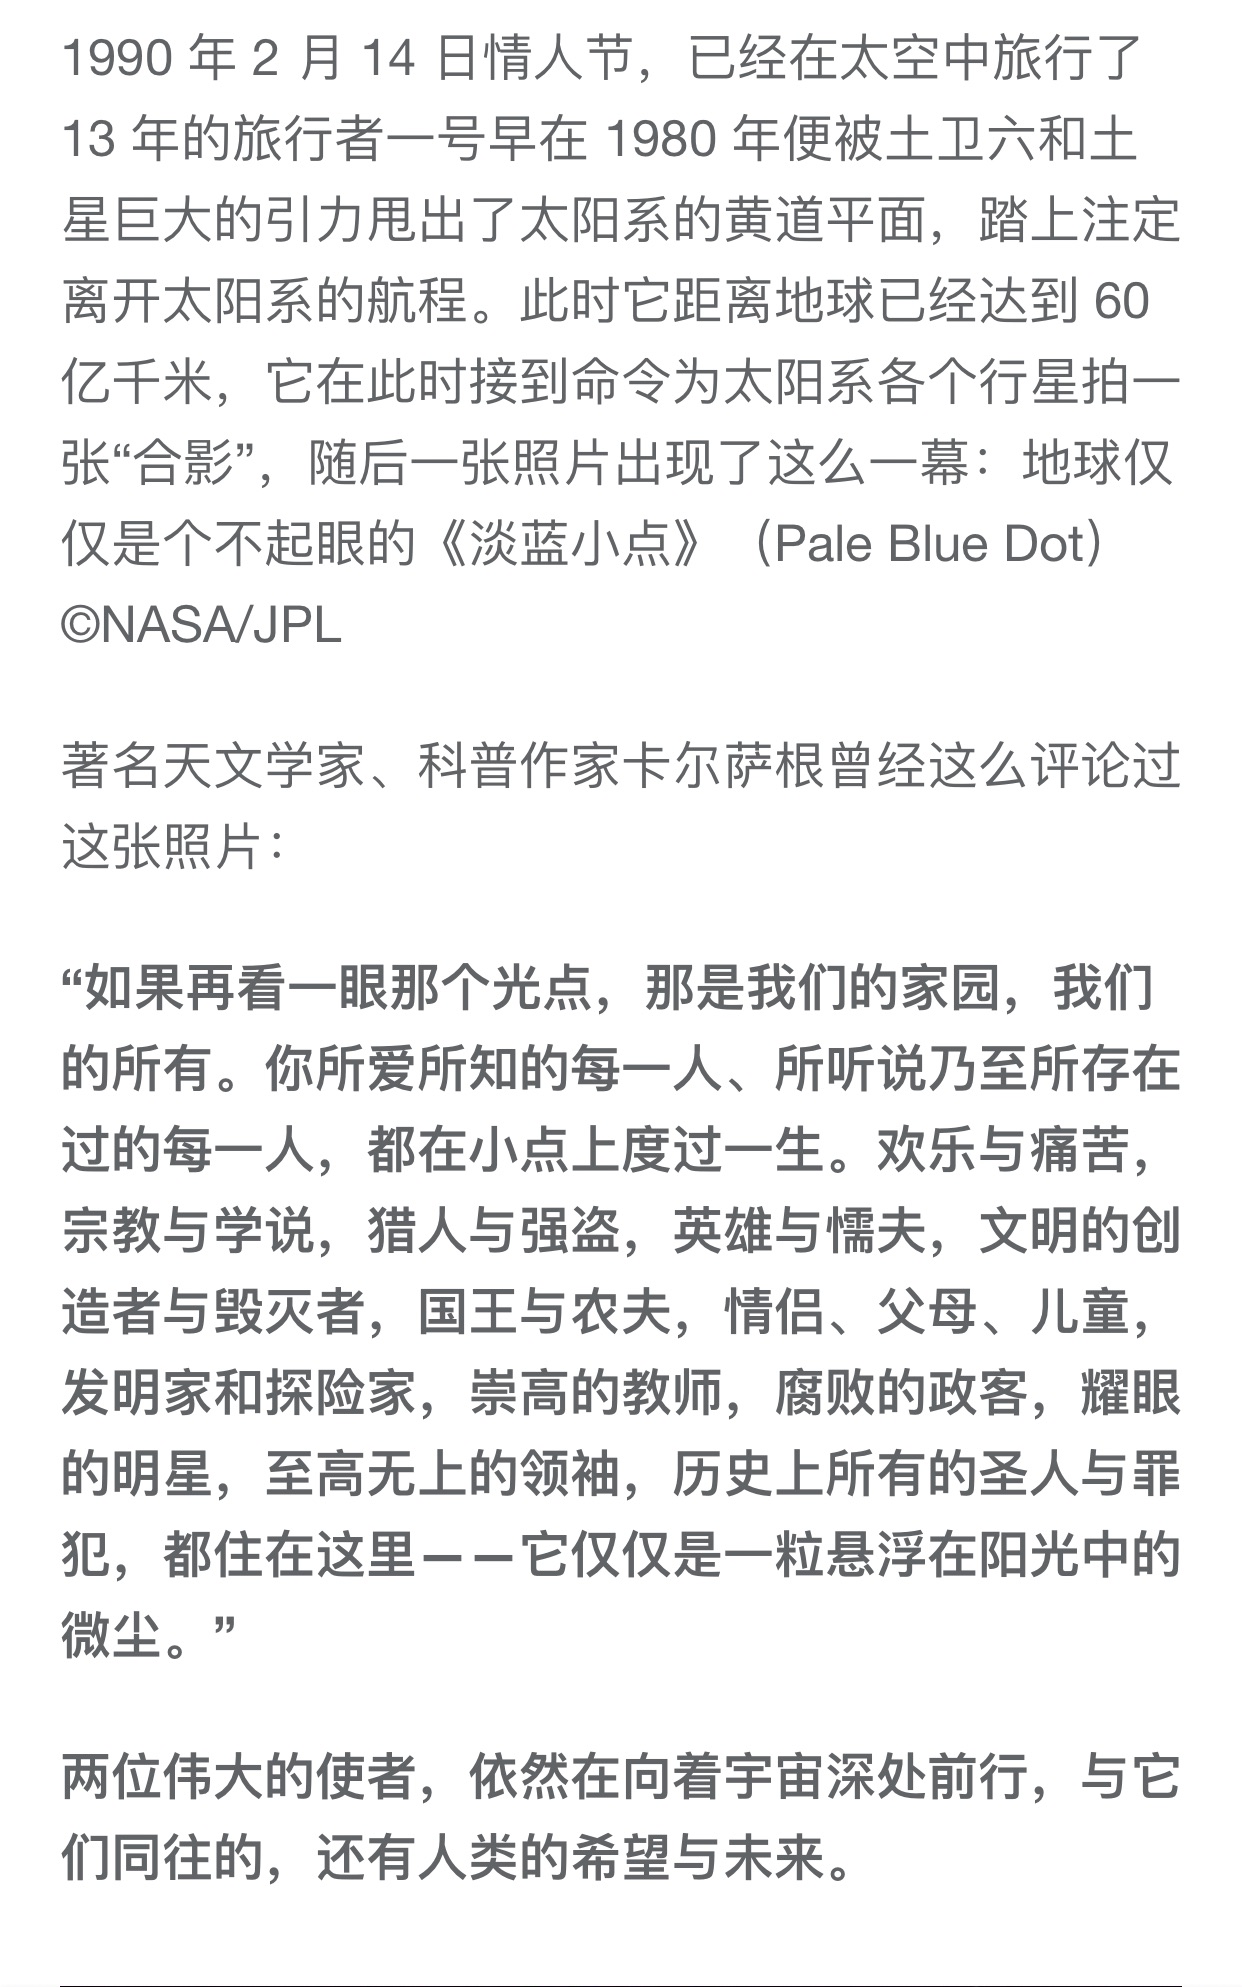 1990 年 2 月 14 日情人节，已经在太空中旅行了
13 年的旅行者一号早在 1980 年便被土卫六和土
星巨大的引力甩出了太阳系的黄道平面，踏上注定
离开太阳系的航程。此时它距离地球已经达到 60
亿千米，它在此时接到命令为太阳系各个行星拍一
张“合影”，随后一张照片出现了这么一幕：地球仅
仅是个不起眼的《淡蓝小点》（Pale Blue Dot）
©NASA/JPL
著名天文学家、科普作家卡尔萨根曾经这么评论过
这张照片：
“如果再看一眼那个光点，那是我们的家园，我们
的所有。你所爱所知的每一人、所听说乃至所存在
过的每一人，都在小点上度过一生。欢乐与痛苦，
宗教与学说，猎人与强盗，英雄与懦夫，文明的创
造者与毁灭者，国王与农夫，情侣、父母、儿童，
发明家和探险家，崇高的教师，腐败的政客，耀眼
的明星，至高无上的领袖，历史上所有的圣人与罪
犯，都住在这里——它仅仅是一粒悬浮在阳光中的
微尘。”
两位伟大的使者，依然在向着宇宙深处前行，与它
们同往的，还有人类的希望与未来。